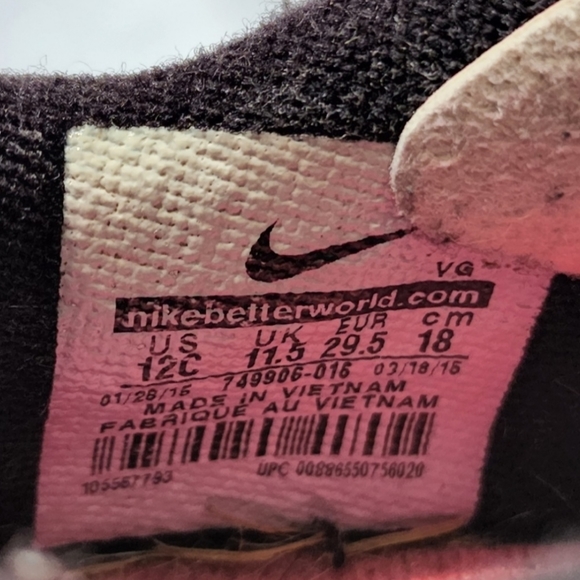 VG
nikebetterworld.com
US UK EUR cm
12C 11.5 29.5 18
749906-016
01/26/15 03/18/15
MADE IN VIETNAM
FABRIQUE AU VIETNAM
105567793 UPC 00886550756020